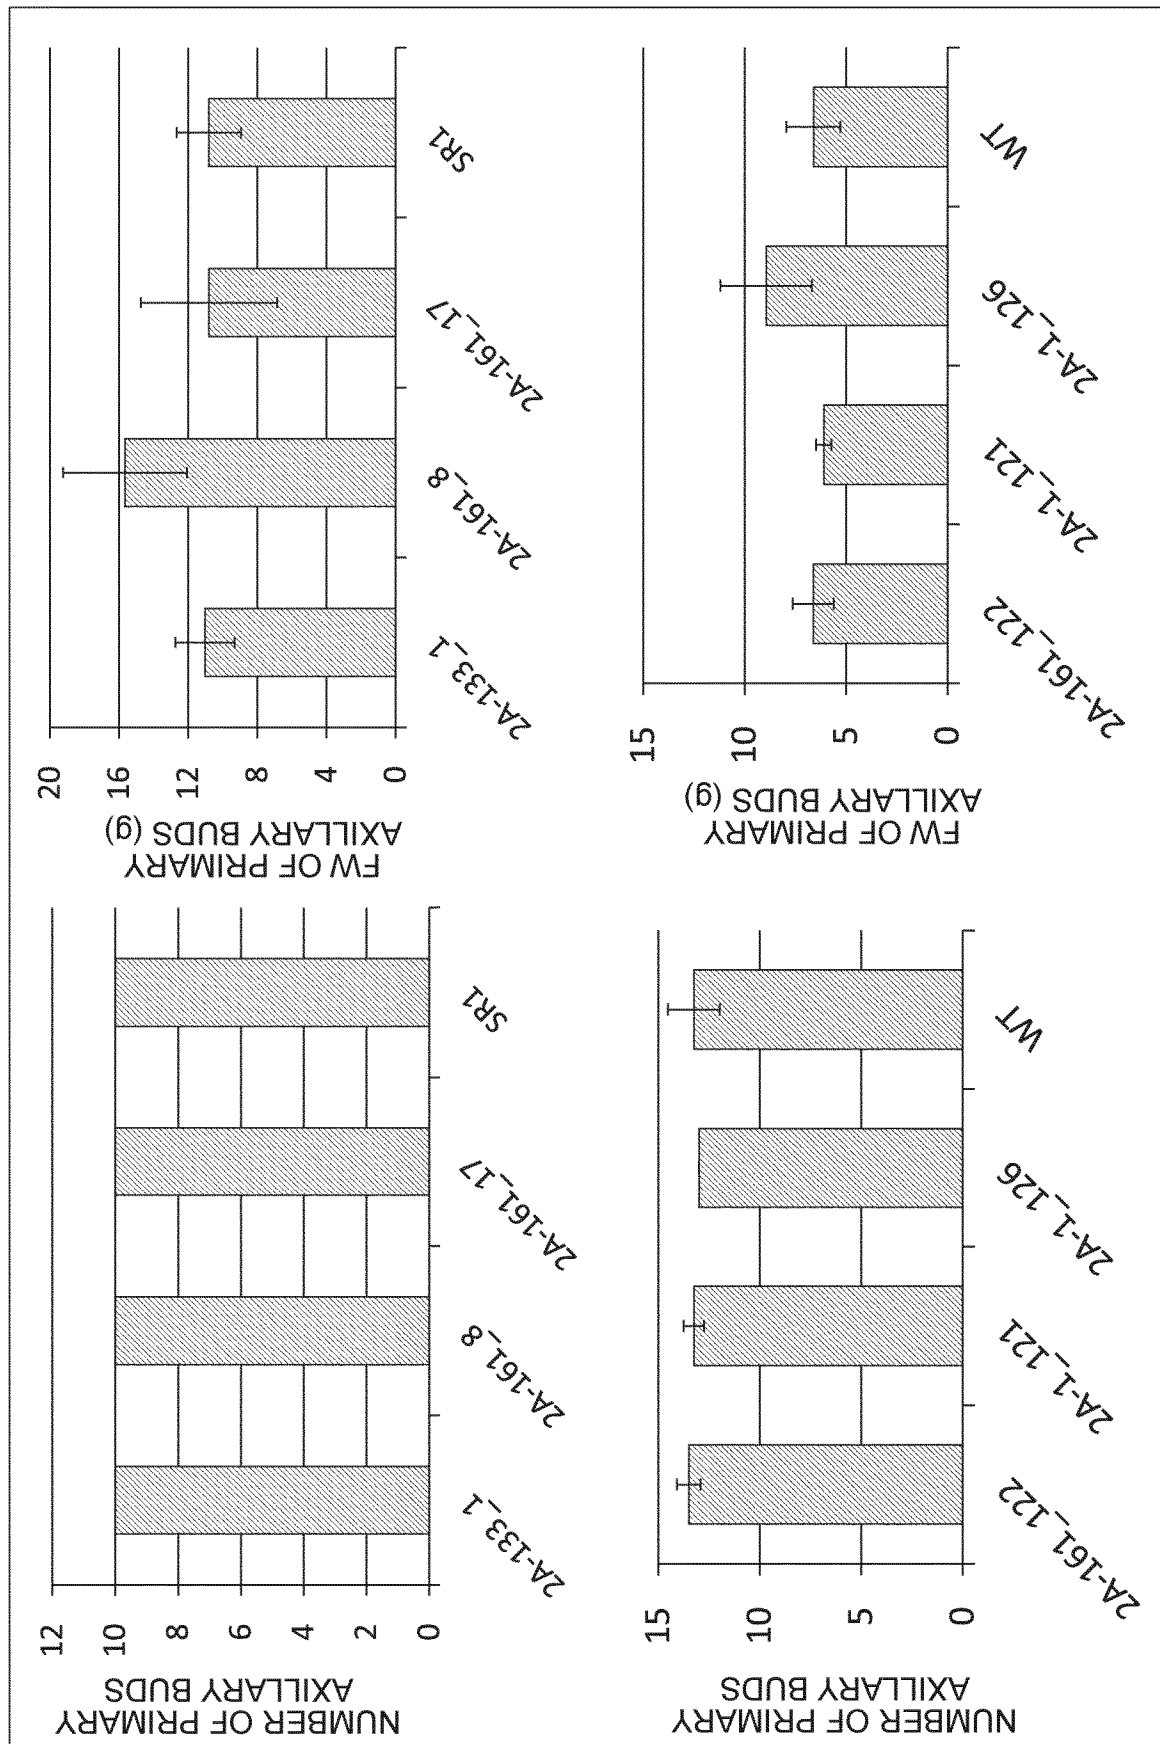 NUMBER OF PRIMARY
AXILLARY BUDS
12
10
8
6
4
2
0
2A-133_1
2A-161_8
2A-161_17
SR1
FW OF PRIMARY
AXILLARY BUDS (g)
20
16
12
8
4
0
2A-133_1
2A-161_8
2A-161_17
SR1
NUMBER OF PRIMARY
AXILLARY BUDS
15
10
5
0
2A-161_122
2A-1_121
2A-1_126
WT
FW OF PRIMARY
AXILLARY BUDS (g)
15
10
5
0
2A-161_122
2A-1_121
2A-1_126
WT